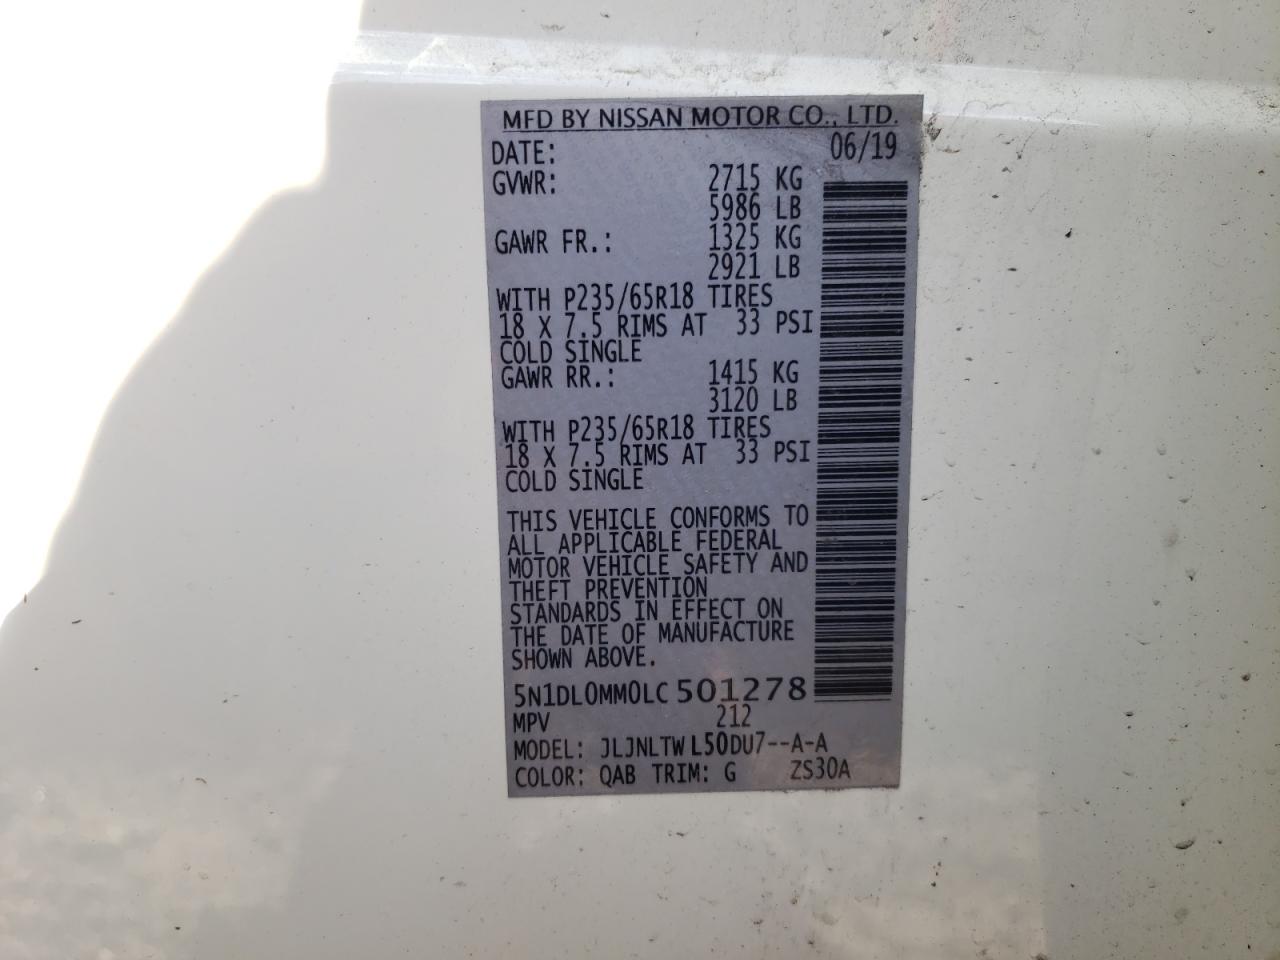 MFD BY NISSAN MOTOR CO., LTD.
DATE: 06/19
GVWR: 2715 KG
5986 LB
GAWR FR.: 1325 KG
2921 LB
WITH P235/65R18 TIRES
18 X 7.5 RIMS AT 33 PSI
COLD SINGLE
GAWR RR.: 1415 KG
3120 LB
WITH P235/65R18 TIRES
18 X 7.5 RIMS AT 33 PSI
COLD SINGLE
THIS VEHICLE CONFORMS TO
ALL APPLICABLE FEDERAL
MOTOR VEHICLE SAFETY AND
THEFT PREVENTION
STANDARDS IN EFFECT ON
THE DATE OF MANUFACTURE
SHOWN ABOVE.
5N1DL0MM0LC 501278
MPV 212
MODEL: JLJNLTW L50DU7--A-A
COLOR: QAB TRIM: G ZS30A